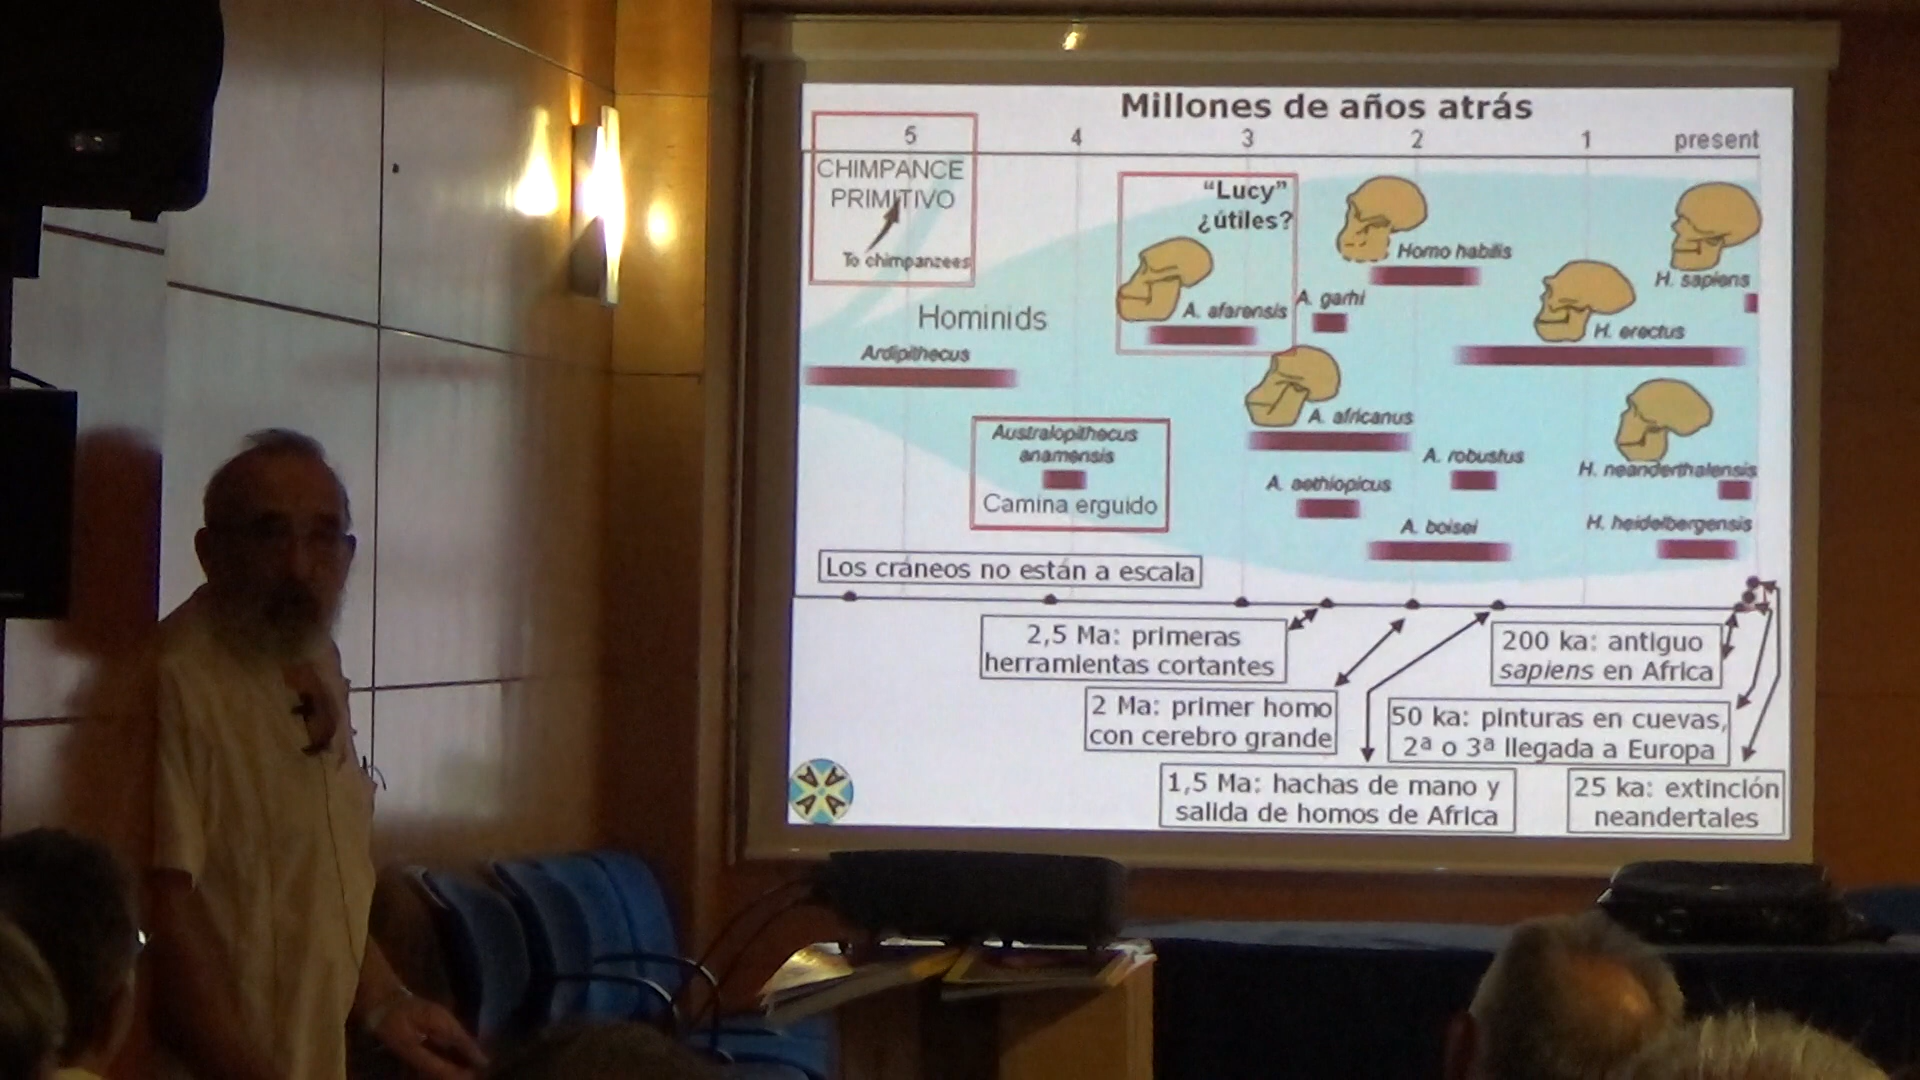 Millones de años atrás
5 4 3 2 1 present
CHIMPANCE
PRIMITIVO
To chimpanzees
"Lucy"
¿útiles?
A. afarensis
Homo habilis
A. garhi
H. sapiens
H. erectus
Hominids
Ardipithecus
A. africanus
Australopithecus
anamensis
Camina erguido
A. robustus
A. aethiopicus
A. boisei
H. neanderthalensis
H. heidelbergensis
Los cráneos no están a escala
2,5 Ma: primeras
herramientas cortantes
200 ka: antiguo
sapiens en Africa
2 Ma: primer homo
con cerebro grande
50 ka: pinturas en cuevas,
2ª o 3ª llegada a Europa
1,5 Ma: hachas de mano y
salida de homos de Africa
25 ka: extinción
neandertales
A A A A